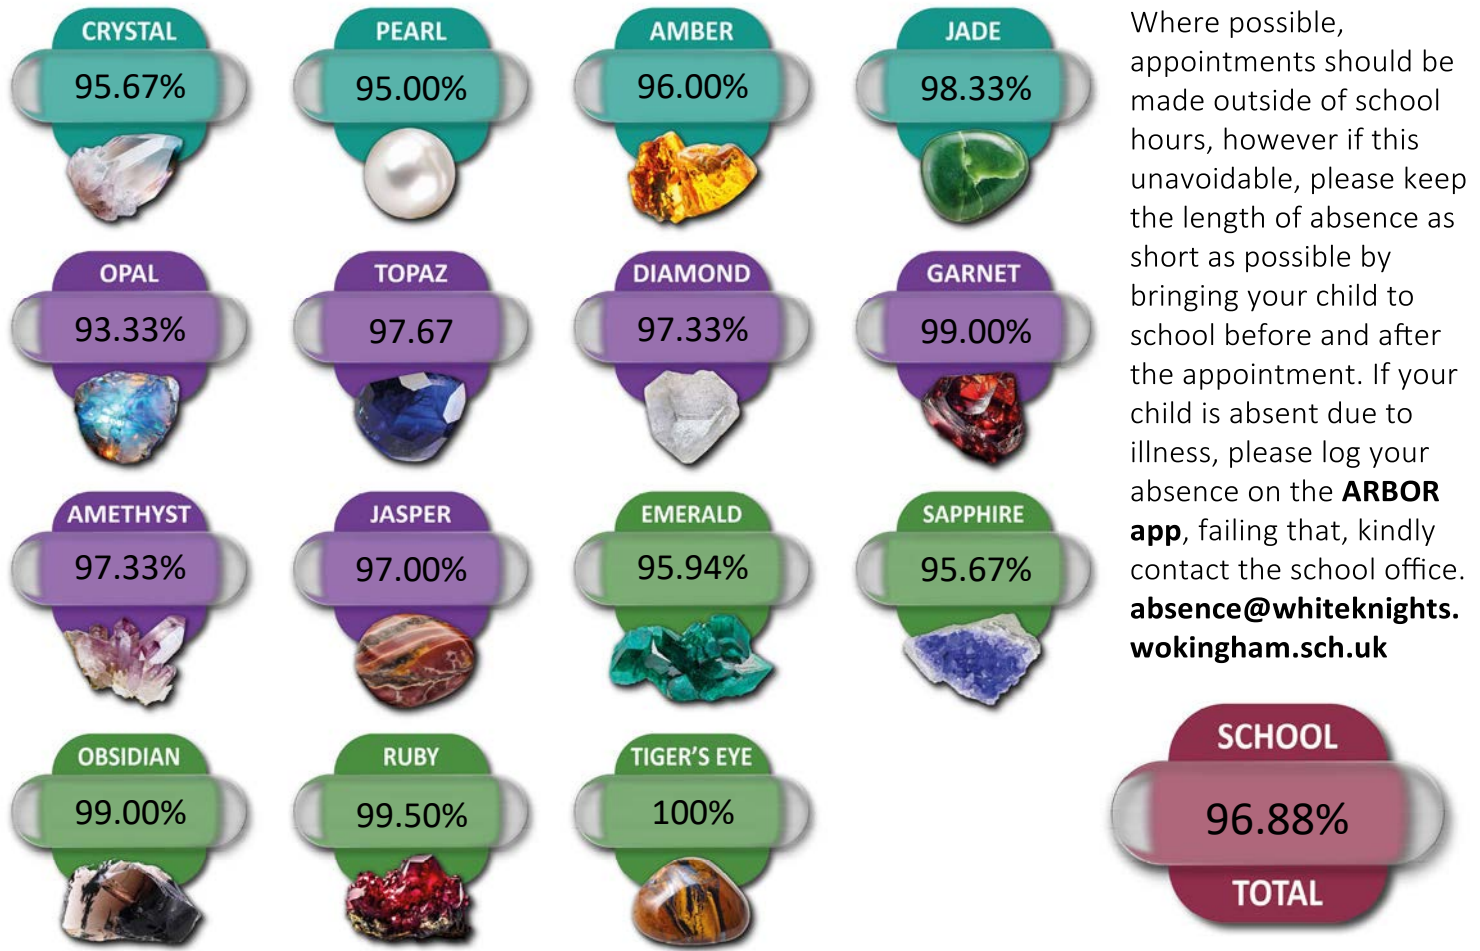 CRYSTAL
95.67%
PEARL
95.00%
AMBER
96.00%
JADE
98.33%
OPAL
93.33%
TOPAZ
97.67
DIAMOND
97.33%
GARNET
99.00%
AMETHYST
97.33%
JASPER
97.00%
EMERALD
95.94%
SAPPHIRE
95.67%
OBSIDIAN
99.00%
RUBY
99.50%
TIGER'S EYE
100%
Where possible,
appointments should be
made outside of school
hours, however if this
unavoidable, please keep
the length of absence as
short as possible by
bringing your child to
school before and after
the appointment. If your
child is absent due to
illness, please log your
absence on the ARBOR
app, failing that, kindly
contact the school office.
absence@whiteknights.
wokingham.sch.uk
SCHOOL
96.88%
TOTAL